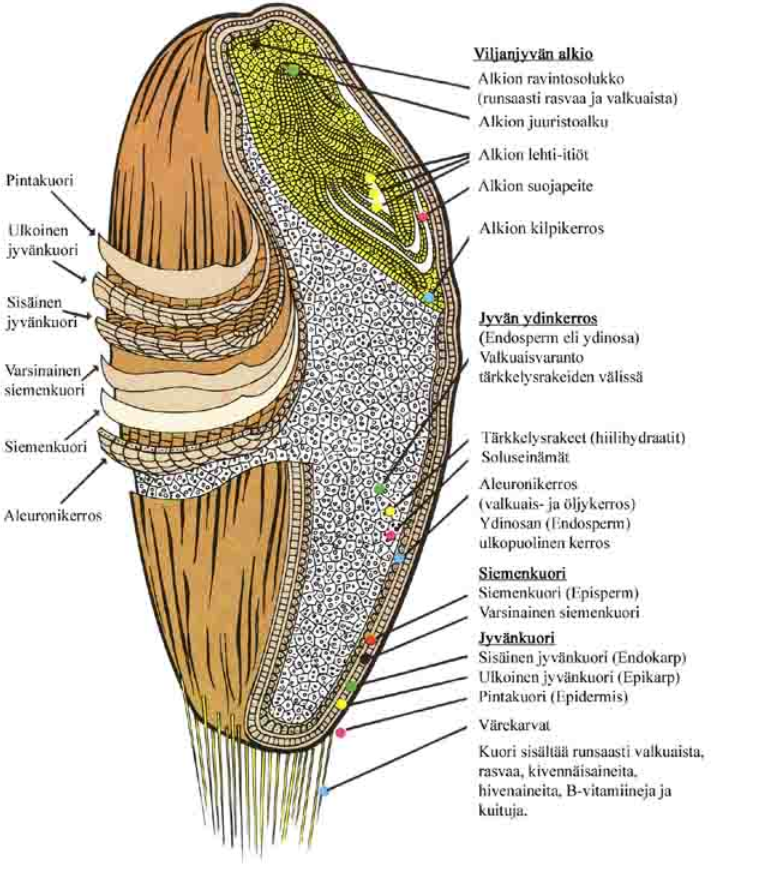 Pintakuori
Ulkoinen
jyvänkuori
Sisäinen
jyvänkuori
Varsinainen
siemenkuori
Siemenkuori
Aleuronikerros
Viljanjyvän alkio
Alkion ravintosolukko
(runsaasti rasvaa ja valkuaista)
Alkion juuristoalku
Alkion lehti-itiöt
Alkion suojapeite
Alkion kilpikerros
Jyvän ydinkerros
(Endosperm eli ydinosa)
Valkuaisvaranto
tärkkelysrakeiden välissä
Tärkkelysrakeet (hiilihydraatit)
Soluseinämät
Aleuronikerros
(valkuais- ja öljykerros)
Ydinosan (Endosperm)
ulkopuolinen kerros
Siemenkuori
Siemenkuori (Episperm)
Varsinainen siemenkuori
Jyvänkuori
Sisäinen jyvänkuori (Endokarp)
Ulkoinen jyvänkuori (Epikarp)
Pintakuori (Epidermis)
Värekarvat
Kuori sisältää runsaasti valkuaista,
rasvaa, kivennäisaineita,
hivenaineita, B-vitamiineja ja
kuituja.